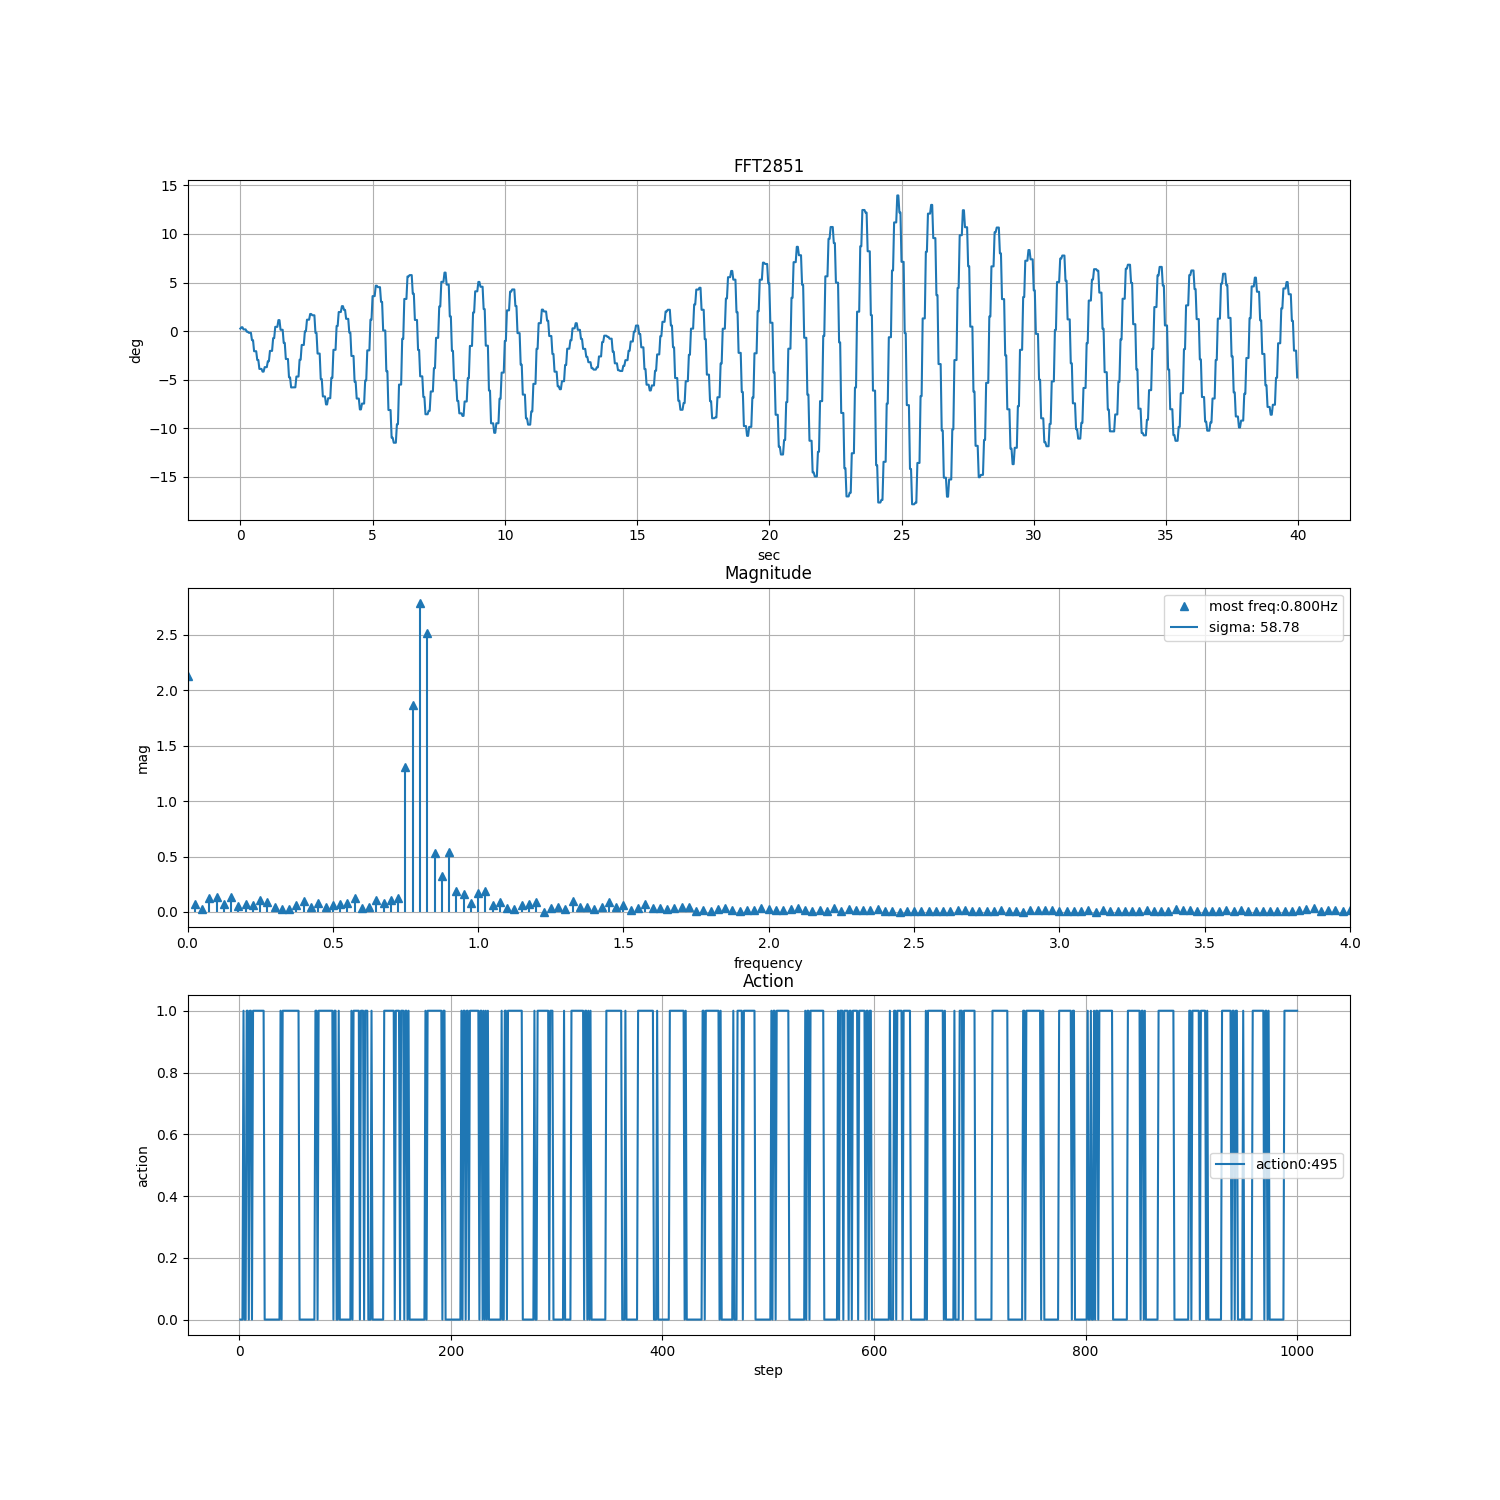 FFT2851
15
10
5
0
−5
−10
−15
deg
0 5 10 15 20 25 30 35 40
sec
Magnitude
most freq:0.800Hz
sigma: 58.78
2.5
2.0
1.5
1.0
0.5
0.0
mag
0.0 0.5 1.0 1.5 2.0 2.5 3.0 3.5 4.0
frequency
Action
1.0
0.8
0.6
0.4
0.2
0.0
action
action0:495
0 200 400 600 800 1000
step